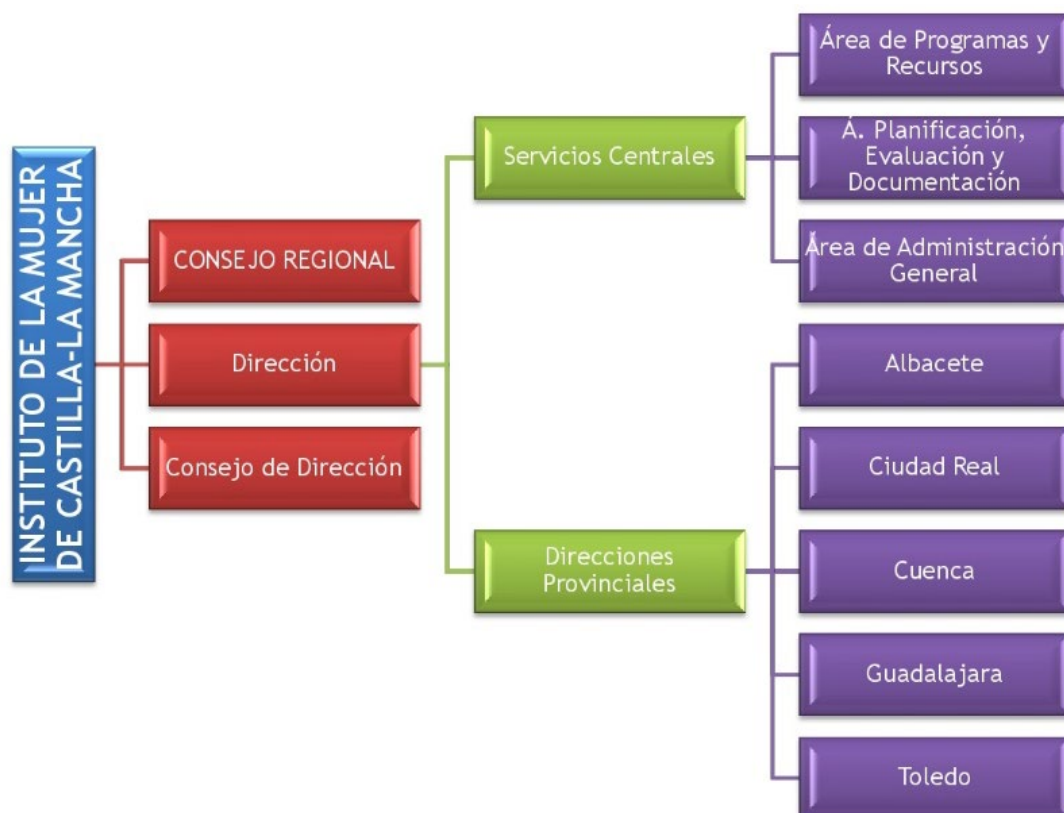 INSTITUTO DE LA MUJER
DE CASTILLA-LA MANCHA
CONSEJO REGIONAL
Dirección
Consejo de Dirección
Servicios Centrales
Direcciones
Provinciales
Área de Programas y
Recursos
Á. Planificación,
Evaluación y
Documentación
Área de Administración
General
Albacete
Ciudad Real
Cuenca
Guadalajara
Toledo